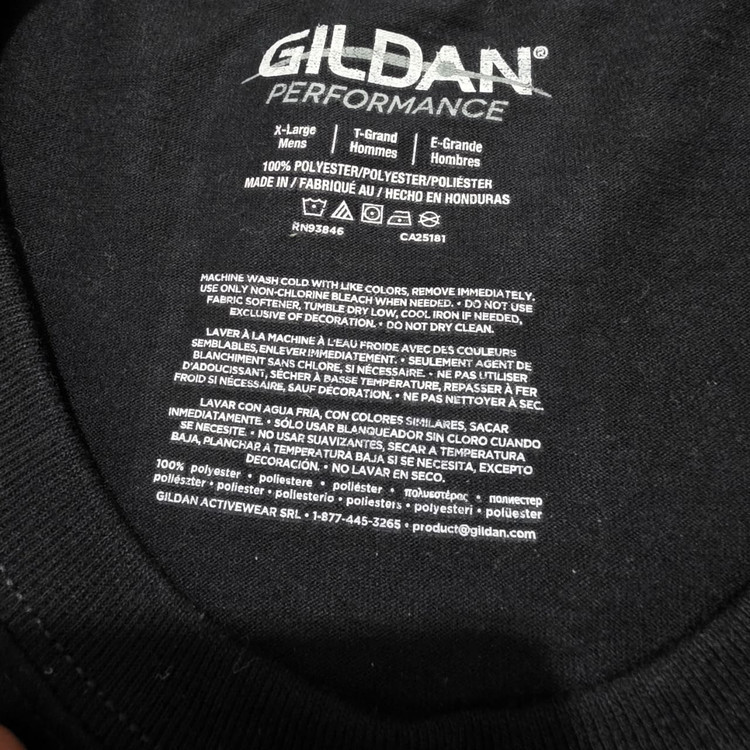 GILDAN®
PERFORMANCE
X-Large | T-Grand | E-Grande
Mens | Hommes | Hombres
100% POLYESTER/POLYESTER/POLIÉSTER
MADE IN / FABRIQUÉ AU / HECHO EN HONDURAS
RN93846 CA25181
MACHINE WASH COLD WITH LIKE COLORS, REMOVE IMMEDIATELY.
USE ONLY NON-CHLORINE BLEACH WHEN NEEDED. • DO NOT USE
FABRIC SOFTENER, TUMBLE DRY LOW, COOL IRON IF NEEDED,
EXCLUSIVE OF DECORATION. • DO NOT DRY CLEAN.
LAVER À LA MACHINE À L'EAU FROIDE AVEC DES COULEURS
SEMBLABLES, ENLEVER IMMEDIATEMENT. • SEULEMENT AGENT DE
BLANCHIMENT SANS CHLORE, SI NÉCESSAIRE. - NE PAS UTILISER
D'ADOUCISSANT, SÉCHER À BASSE TEMPÉRATURE, REPASSER À FER
FROID SI NÉCESSAIRE, SAUF DÉCORATION. • NE PAS NETTOYER À SEC.
LAVAR CON AGUA FRÍA, CON COLORES SIMILARES, SACAR
INMEDIATAMENTE. • SÓLO USAR BLANQUEADOR SIN CLORO CUANDO
SE NECESITE. • NO USAR SUAVIZANTES, SECAR A TEMPERATURA
BAJA, PLANCHAR A TEMPERATURA BAJA SI SE NECESITA, EXCEPTO
DECORACIÓN. • NO LAVAR EN SECO.
100% polyester • poliestere • poliéster • πολυεστέρας • полиестер
poliészter • poliester • poliesterio • poliesters • polyesteri • polüester
GILDAN ACTIVEWEAR SRL • 1-877-445-3265 • product@gildan.com